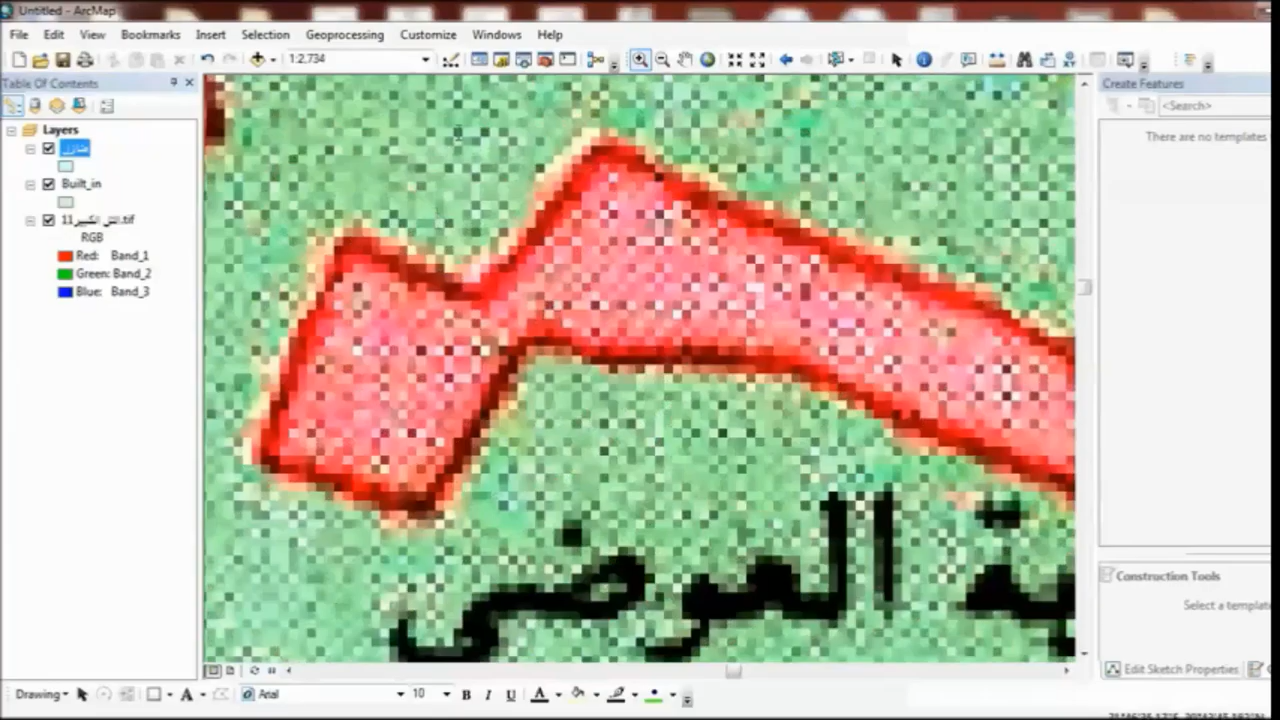 Untitled - ArcMap
File Edit View Bookmarks Insert Selection Geoprocessing Customize Windows Help
1:2,734
Table Of Contents
Layers
منازل
Built_in
RGB
Red: Band_1
Green: Band_2
Blue: Band_3
العوضي
Create Features
<Search>
There are no templates
Construction Tools
Select a template
Edit Sketch Properties
Drawing
Arial
10
B I U A